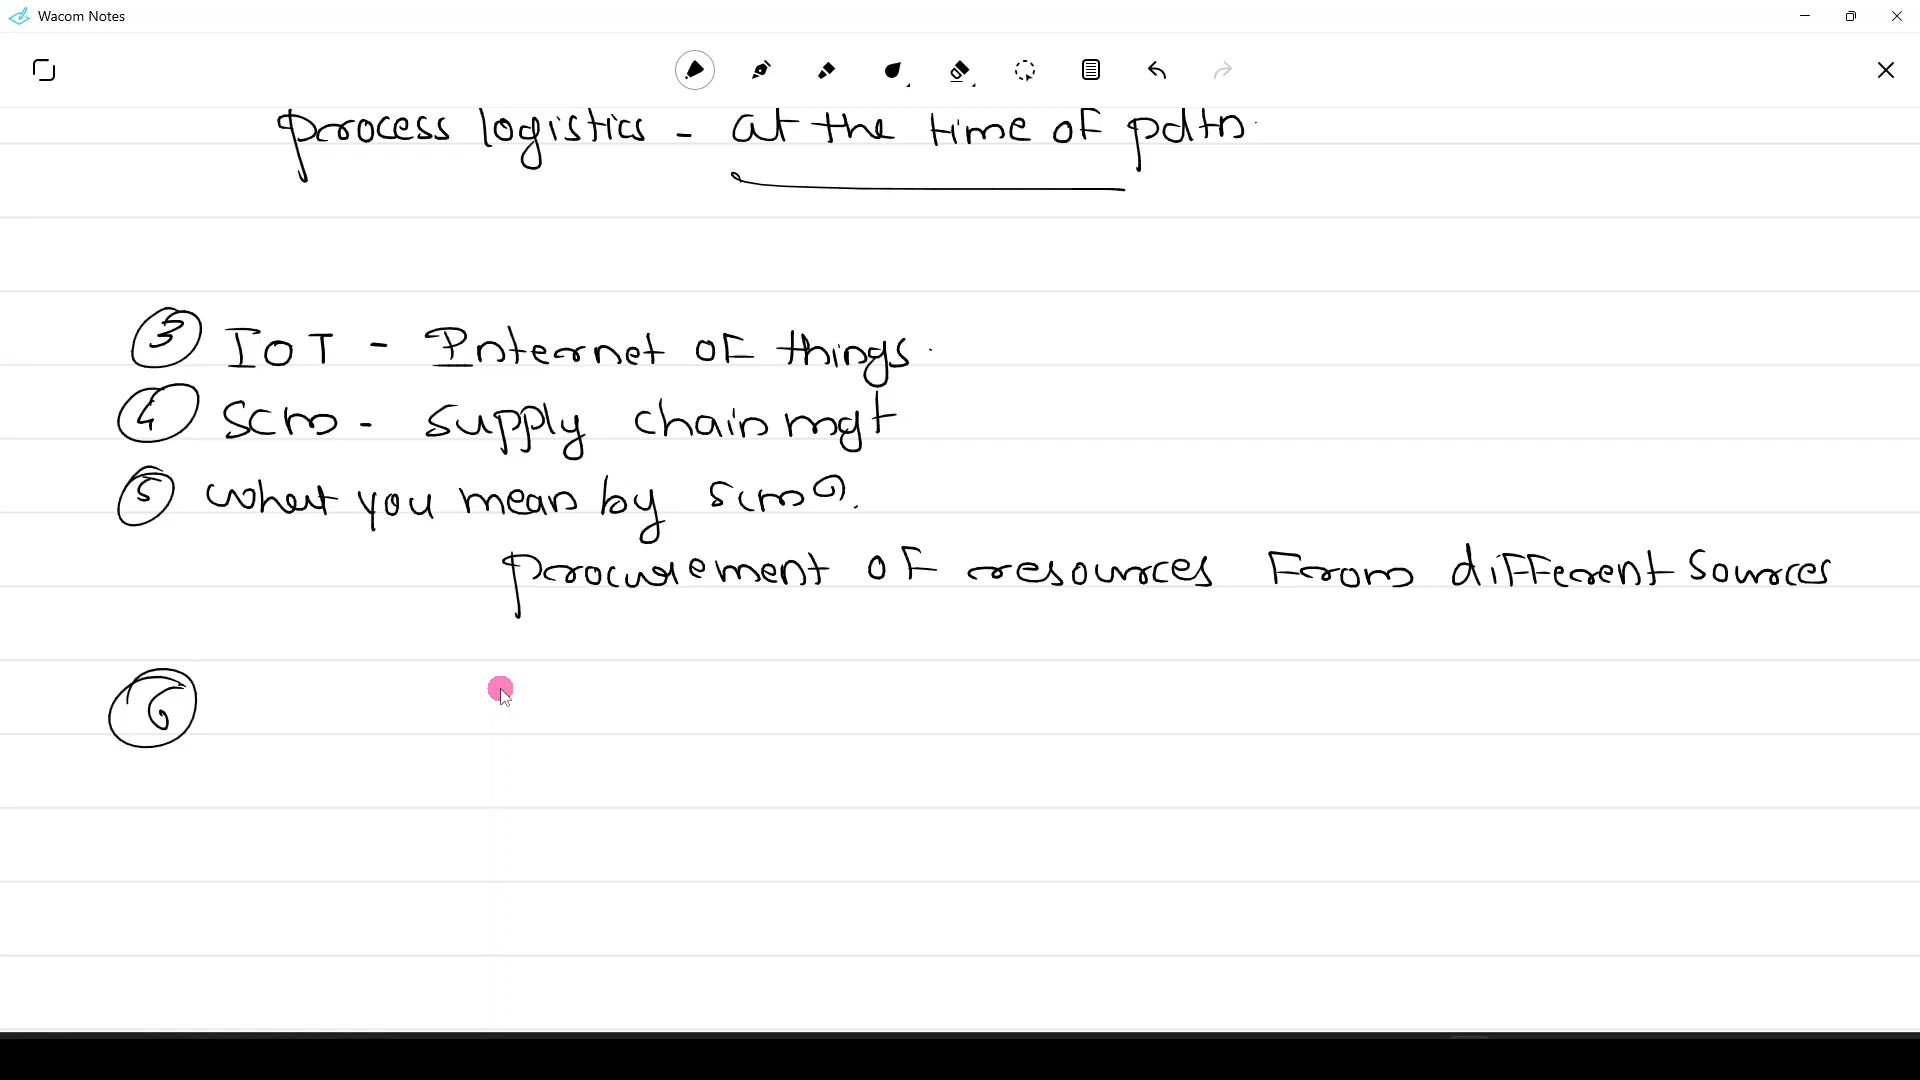 Wacom Notes
process logistics - at the time of pdtn.
③ IOT - Internet of things.
④ SCM - supply chain mgt
⑤ what you mean by SCM?
procurement of resources From different Sources
⑥